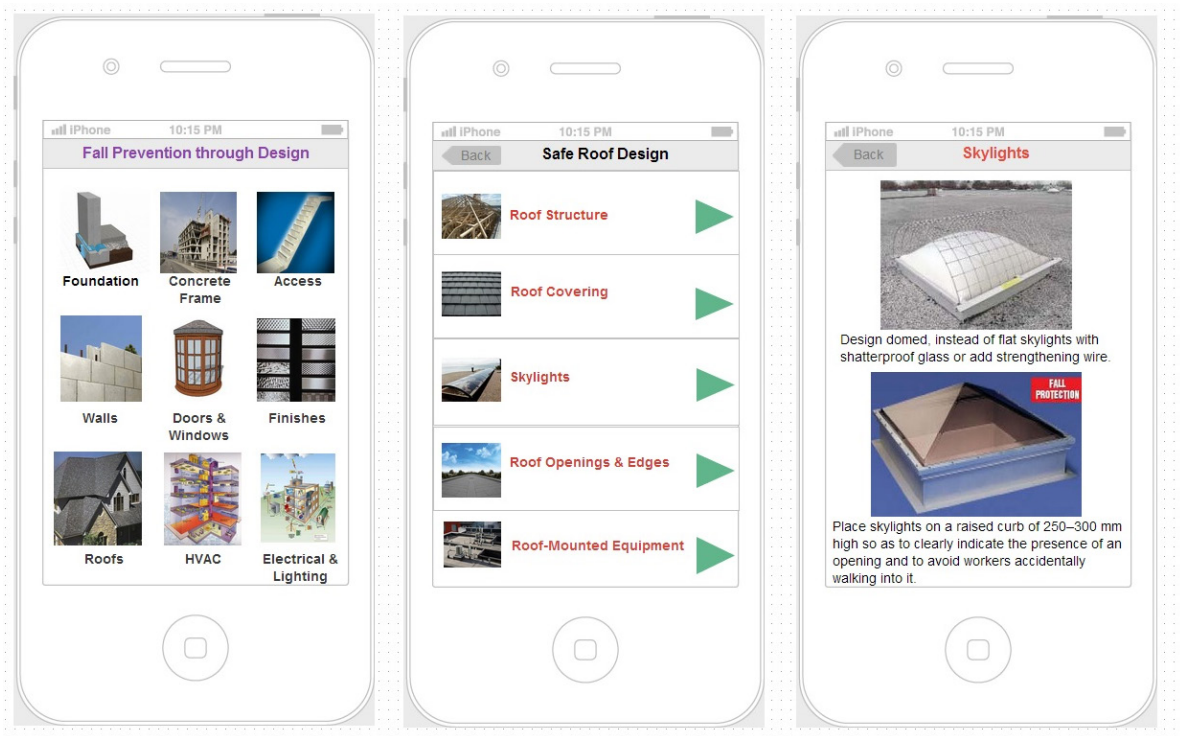 iPhone 10:15 PM
Fall Prevention through Design
Foundation
Concrete
Frame
Access
Walls
Doors &
Windows
Finishes
Roofs
HVAC
Electrical &
Lighting
iPhone 10:15 PM
Back Safe Roof Design
Roof Structure
Roof Covering
Skylights
Roof Openings & Edges
Roof-Mounted Equipment
iPhone 10:15 PM
Back Skylights
Design domed, instead of flat skylights with
shatterproof glass or add strengthening wire.
FALL
PROTECTION
Place skylights on a raised curb of 250–300 mm
high so as to clearly indicate the presence of an
opening and to avoid workers accidentally
walking into it.